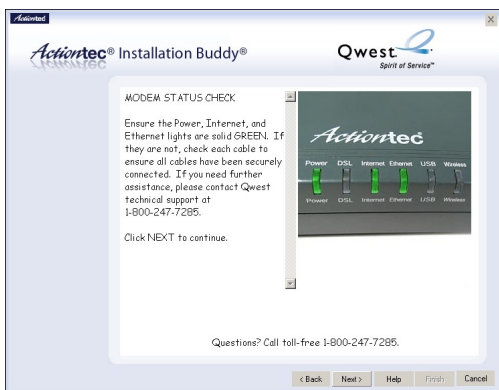 Actiontec
Actiontec® Installation Buddy®
Qwest
Spirit of Service™
MODEM STATUS CHECK
Ensure the Power, Internet, and
Ethernet lights are solid GREEN. If
they are not, check each cable to
ensure all cables have been securely
connected. If you need further
assistance, please contact Qwest
technical support at
1-800-247-7285.
Click NEXT to continue.
Actiontec
Power DSL Internet Ethernet USB Wireless
Power DSL Internet Ethernet USB Wireless
Questions? Call toll-free 1-800-247-7285.
< Back Next > Help Finish Cancel